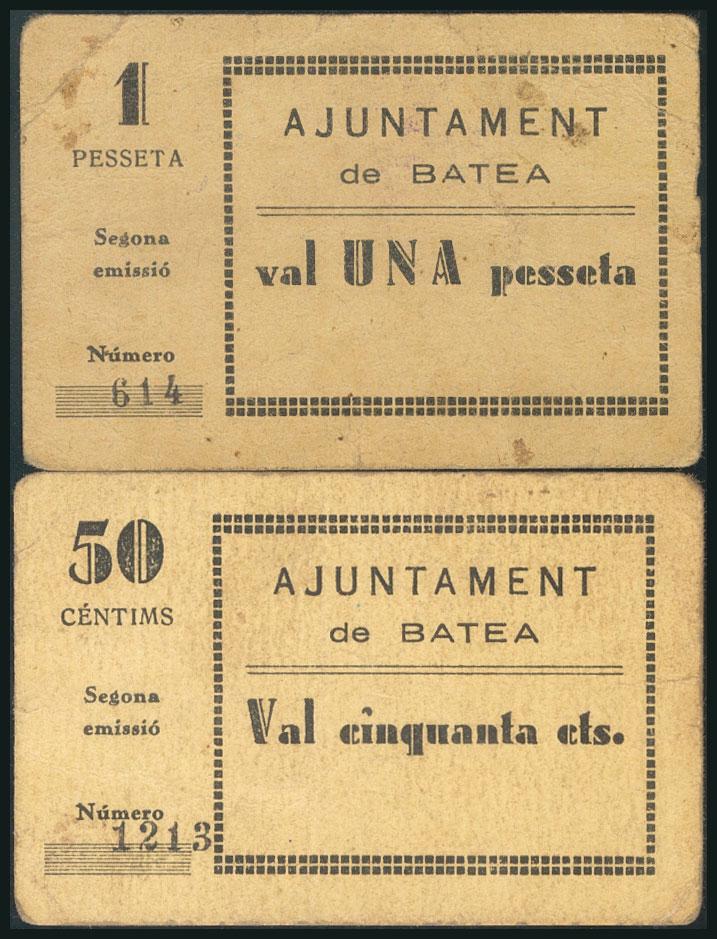 1
PESSETA
Segona
emissió
Número
614
AJUNTAMENT
de BATEA
val UNA pesseta
50
CÉNTIMS
Segona
emissió
Número
1213
AJUNTAMENT
de BATEA
Val cinquanta cts.